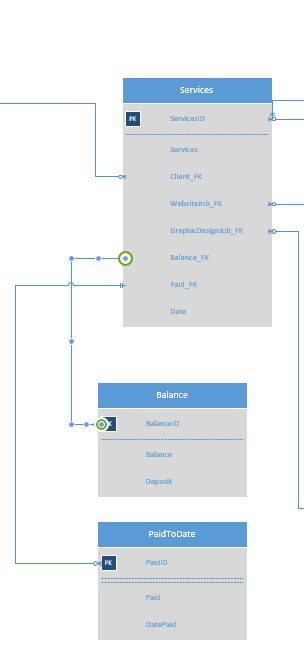 Services
PK ServicesID
Services
Client_FK
WebsiteJob_FK
GraphicDesignJob_FK
Balance_FK
Paid_FK
Date
Balance
BalanceID
Balance
Deposit
PaidToDate
PK PaidID
Paid
DatePaid